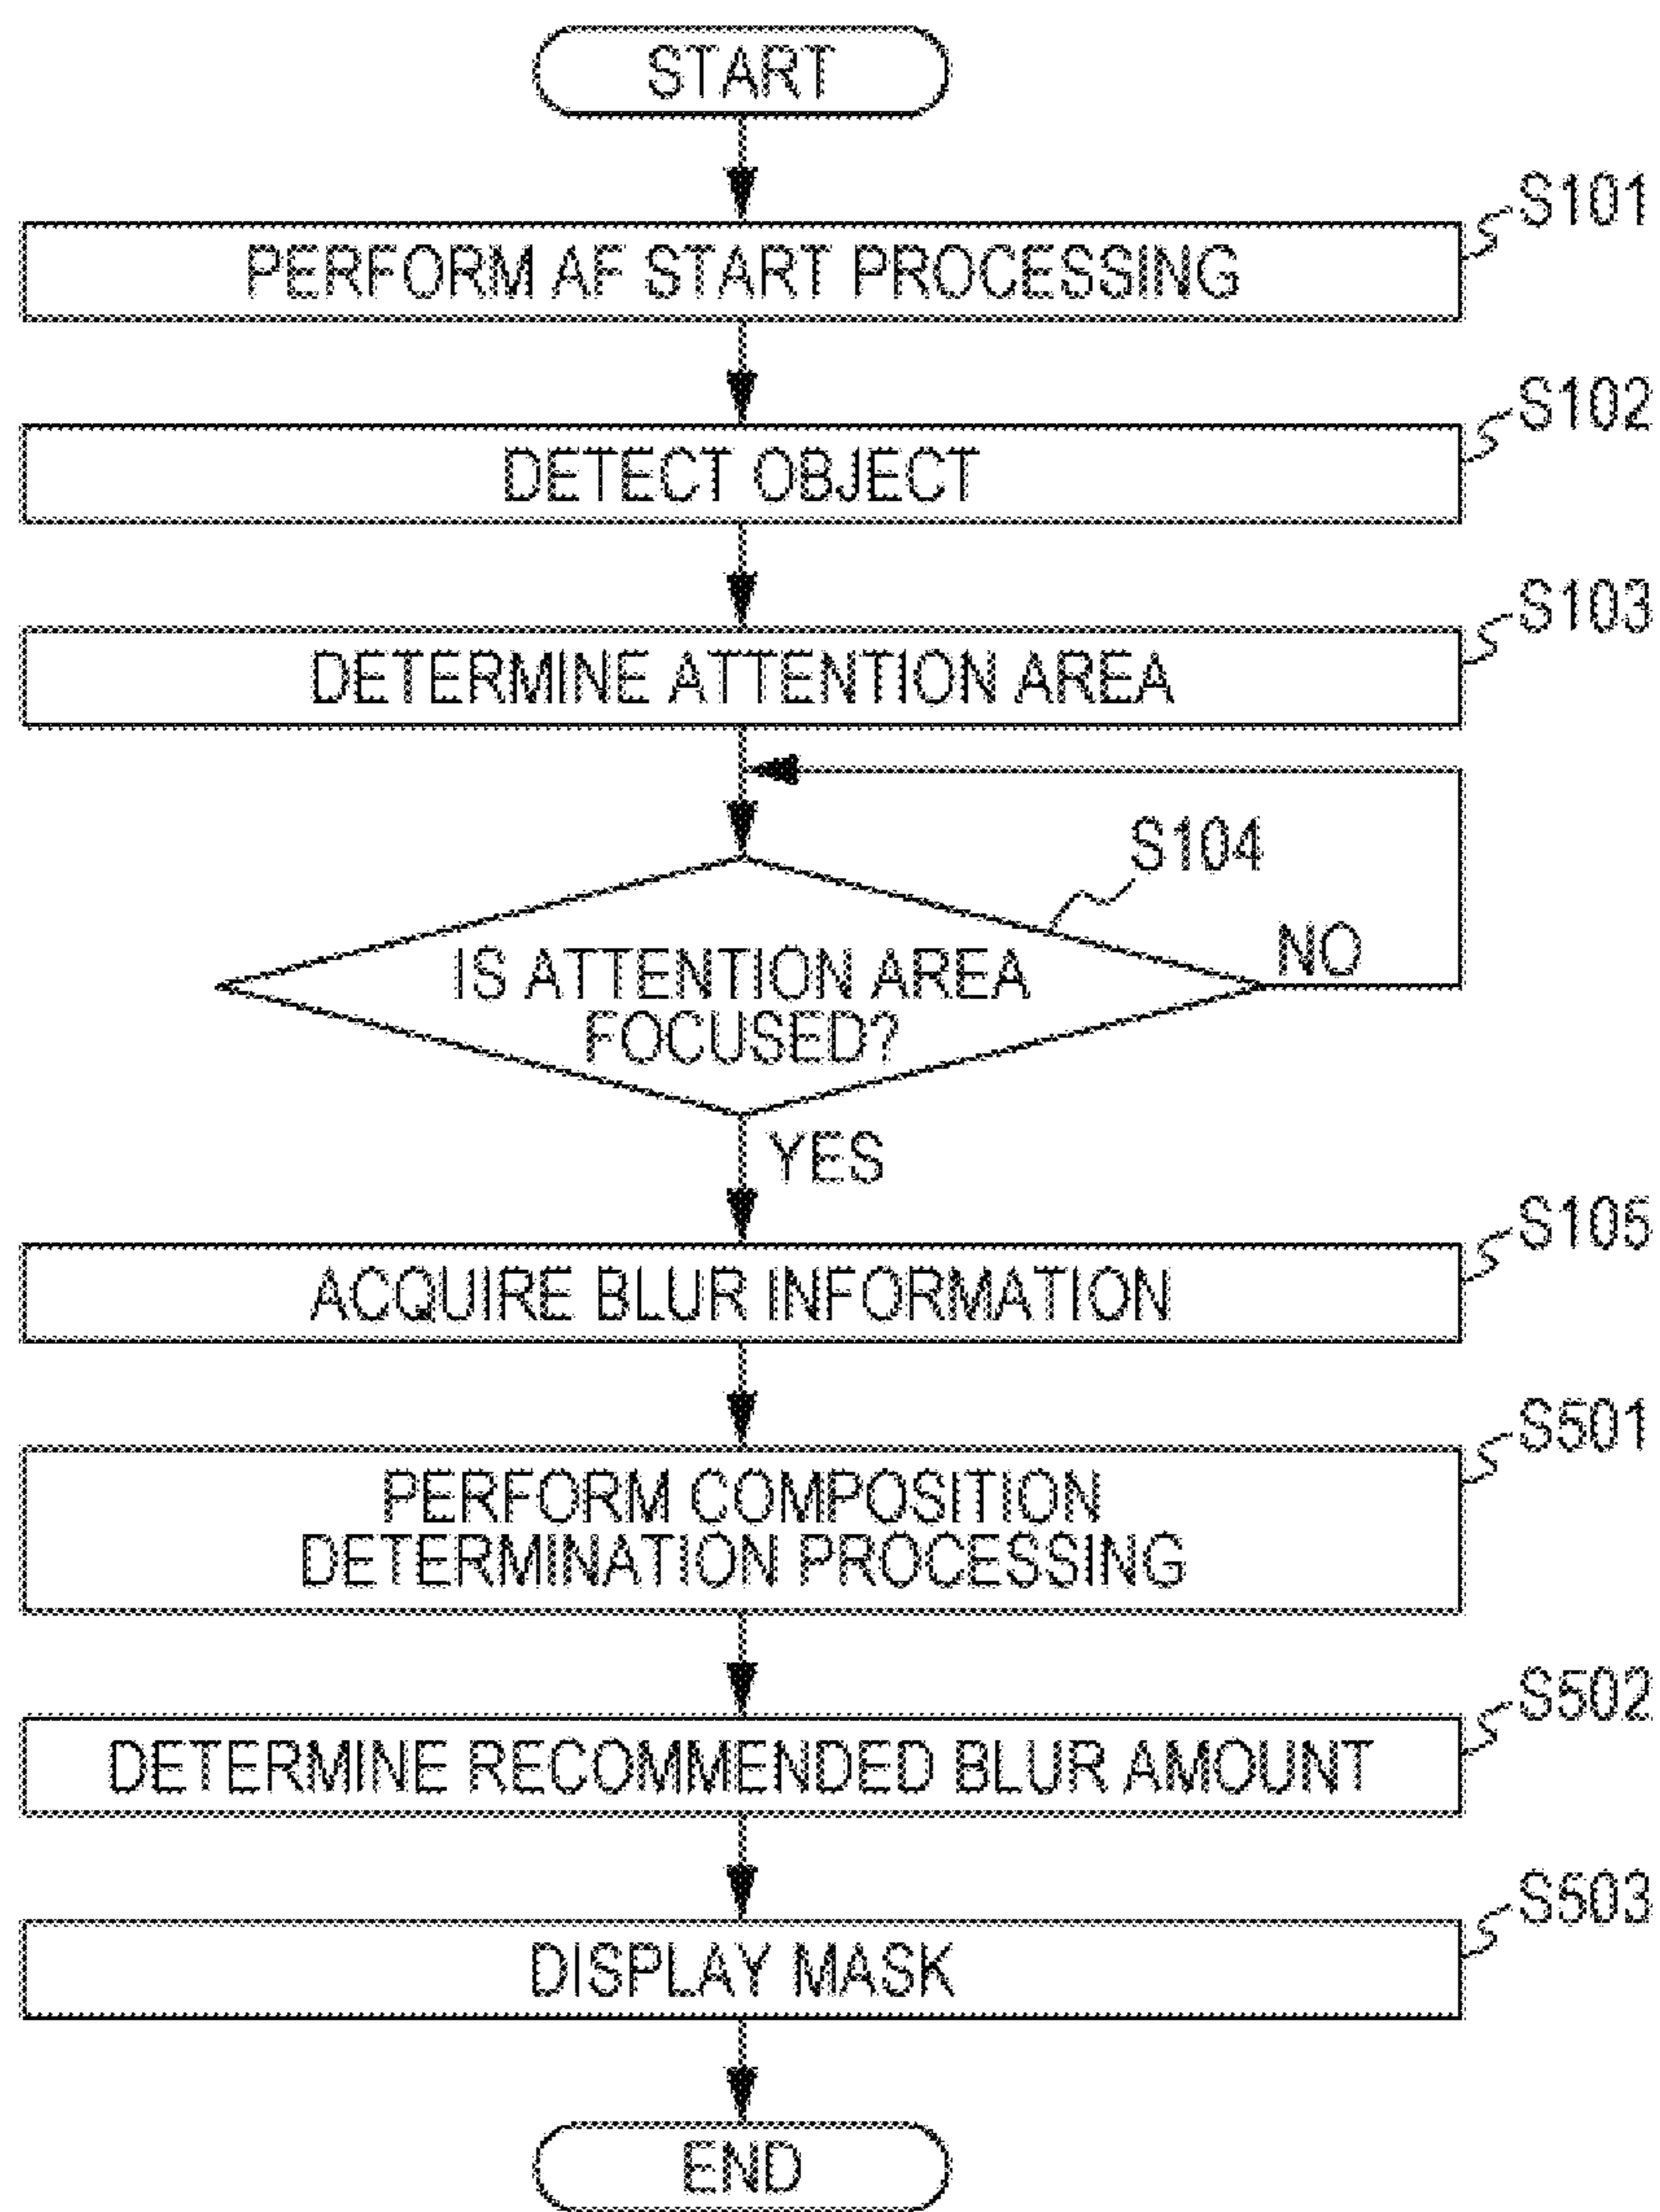 START
S101
PERFORM AF START PROCESSING
S102
DETECT OBJECT
S103
DETERMINE ATTENTION AREA
S104
NO
IS ATTENTION AREA
FOCUSED?
YES
S105
ACQUIRE BLUR INFORMATION
S501
PERFORM COMPOSITION
DETERMINATION PROCESSING
S502
DETERMINE RECOMMENDED BLUR AMOUNT
S503
DISPLAY MASK
END